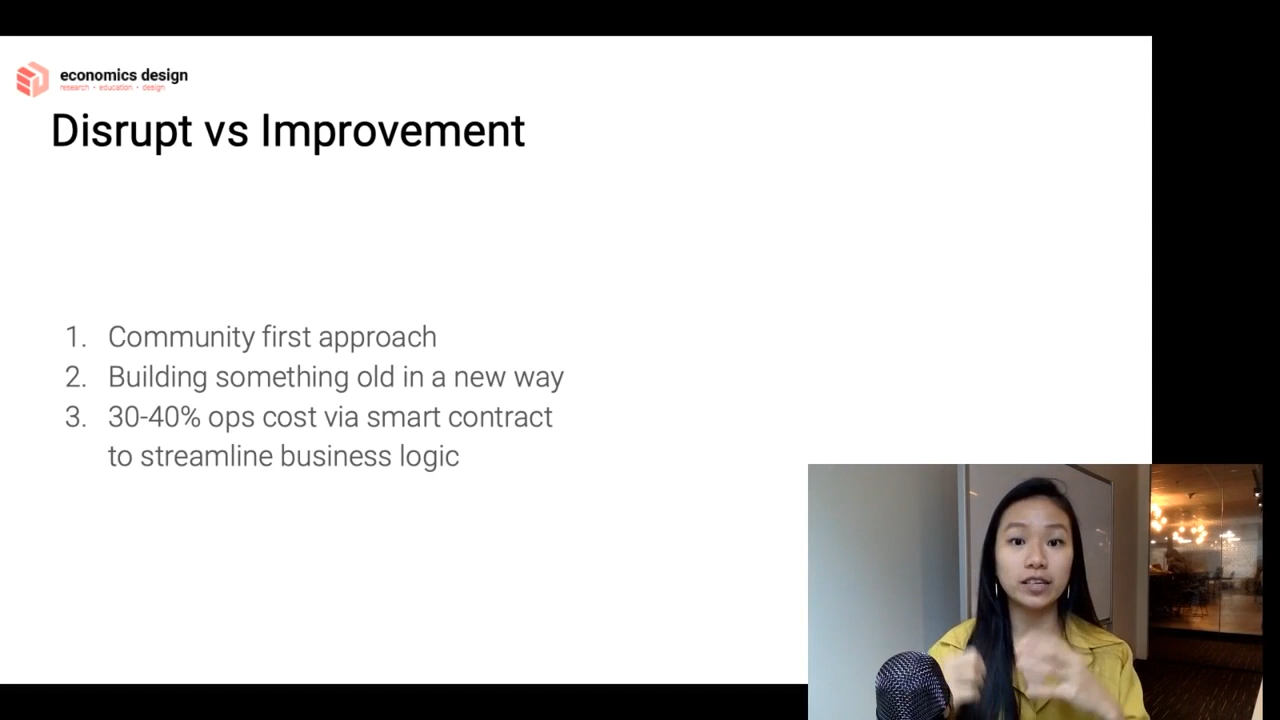 economics design
research • education • design
Disrupt vs Improvement
1. Community first approach
2. Building something old in a new way
3. 30-40% ops cost via smart contract
to streamline business logic